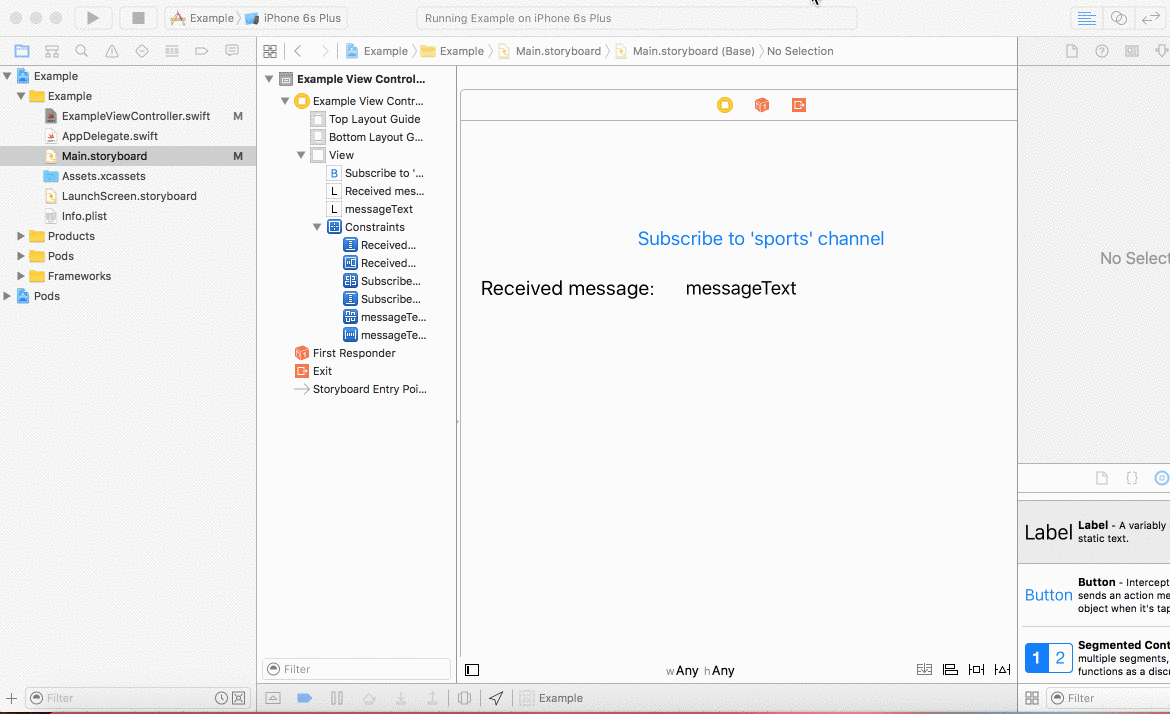 Example iPhone 6s Plus Running Example on iPhone 6s Plus
Example Example Main.storyboard Main.storyboard (Base) No Selection
Example
Example
ExampleViewController.swift M
AppDelegate.swift
Main.storyboard M
Assets.xcassets
LaunchScreen.storyboard
Info.plist
Products
Pods
Frameworks
Pods
Filter
Example View Control...
Example View Contr...
Top Layout Guide
Bottom Layout G...
View
B Subscribe to '...
L Received mes...
L messageText
Constraints
Received...
Received...
Subscribe...
Subscribe...
messageTe...
messageTe...
First Responder
Exit
Storyboard Entry Poi...
Filter
Subscribe to 'sports' channel
Received message: messageText
wAny hAny
Example
No Select
Label Label - A variably
static text.
Button Button - Intercept
sends an action me
object when it's tap
1 2 Segmented Cont
multiple segments,
functions as a disc
Filter